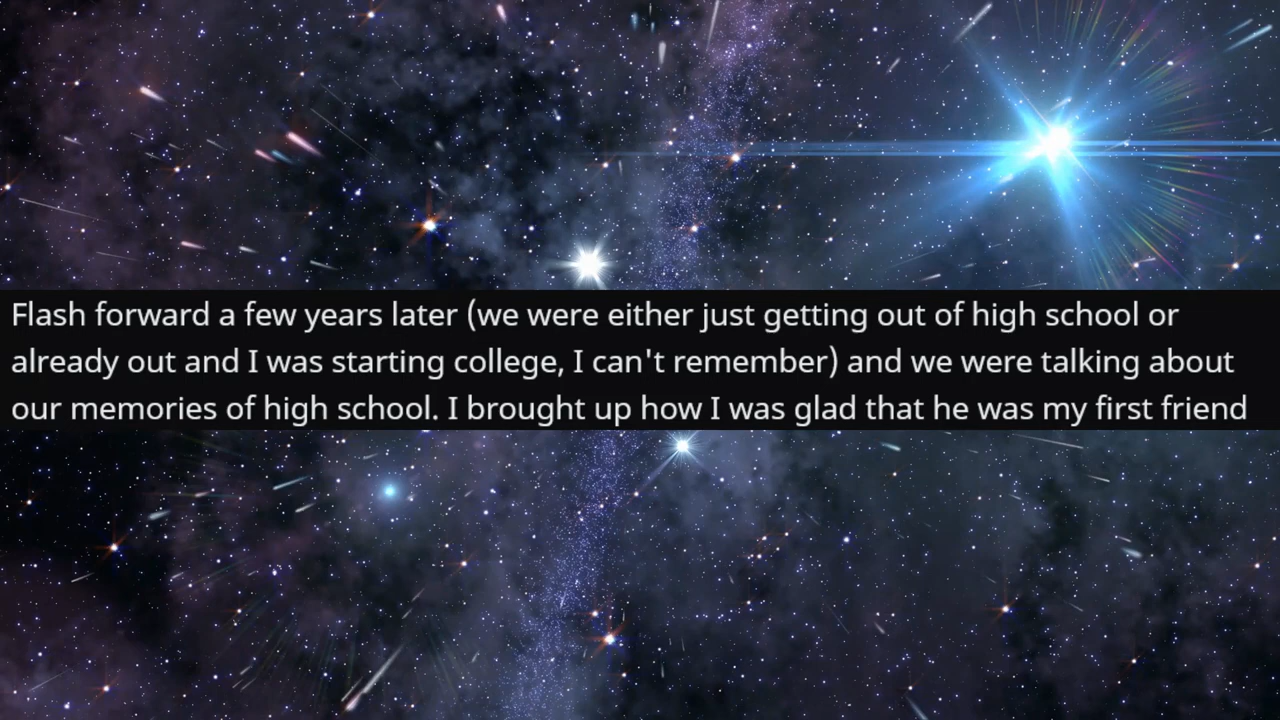 Flash forward a few years later (we were either just getting out of high school or
already out and I was starting college, I can't remember) and we were talking about
our memories of high school. I brought up how I was glad that he was my first friend